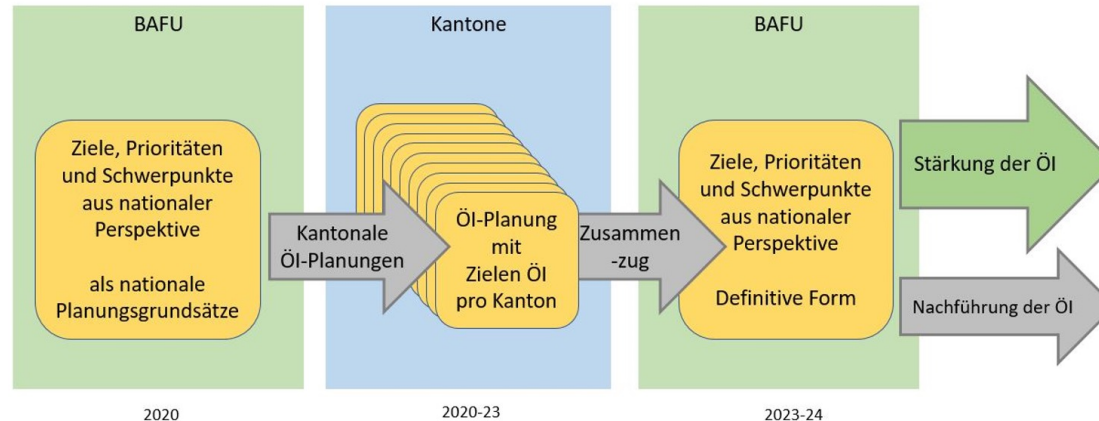 BAFU
Ziele, Prioritäten
und Schwerpunkte
aus nationaler
Perspektive
als nationale
Planungsgrundsätze
2020
Kantone
Kantonale
ÖI-Planungen
ÖI-Planung
mit
Zielen ÖI
pro Kanton
2020-23
Zusammen
-zug
BAFU
Ziele, Prioritäten
und Schwerpunkte
aus nationaler
Perspektive
Definitive Form
2023-24
Stärkung der ÖI
Nachführung der ÖI